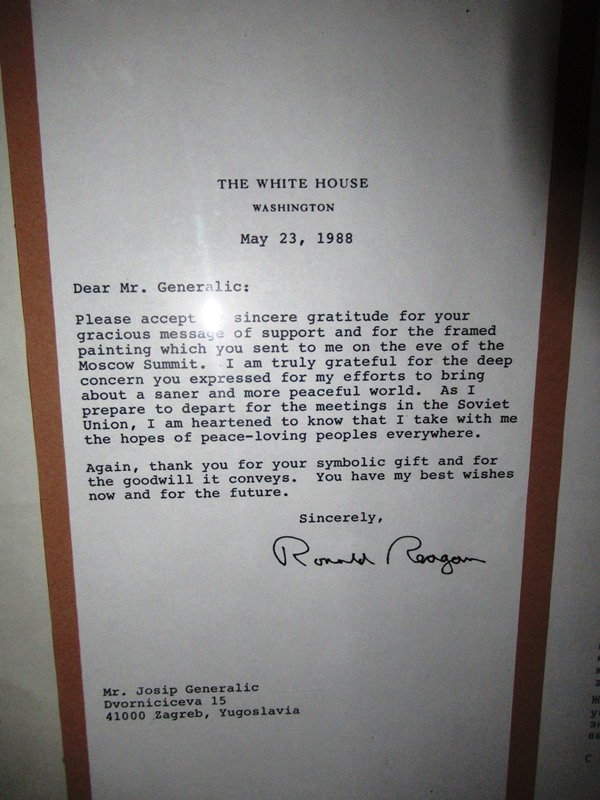 THE WHITE HOUSE
WASHINGTON
May 23, 1988
Dear Mr. Generalic:
Please accept sincere gratitude for your
gracious message of support and for the framed
painting which you sent to me on the eve of the
Moscow Summit. I am truly grateful for the deep
concern you expressed for my efforts to bring
about a saner and more peaceful world. As I
prepare to depart for the meetings in the Soviet
Union, I am heartened to know that I take with me
the hopes of peace-loving peoples everywhere.
Again, thank you for your symbolic gift and for
the goodwill it conveys. You have my best wishes
now and for the future.
Sincerely,
Ronald Reagan
Mr. Josip Generalic
Dvorniciceva 15
41000 Zagreb, Yugoslavia